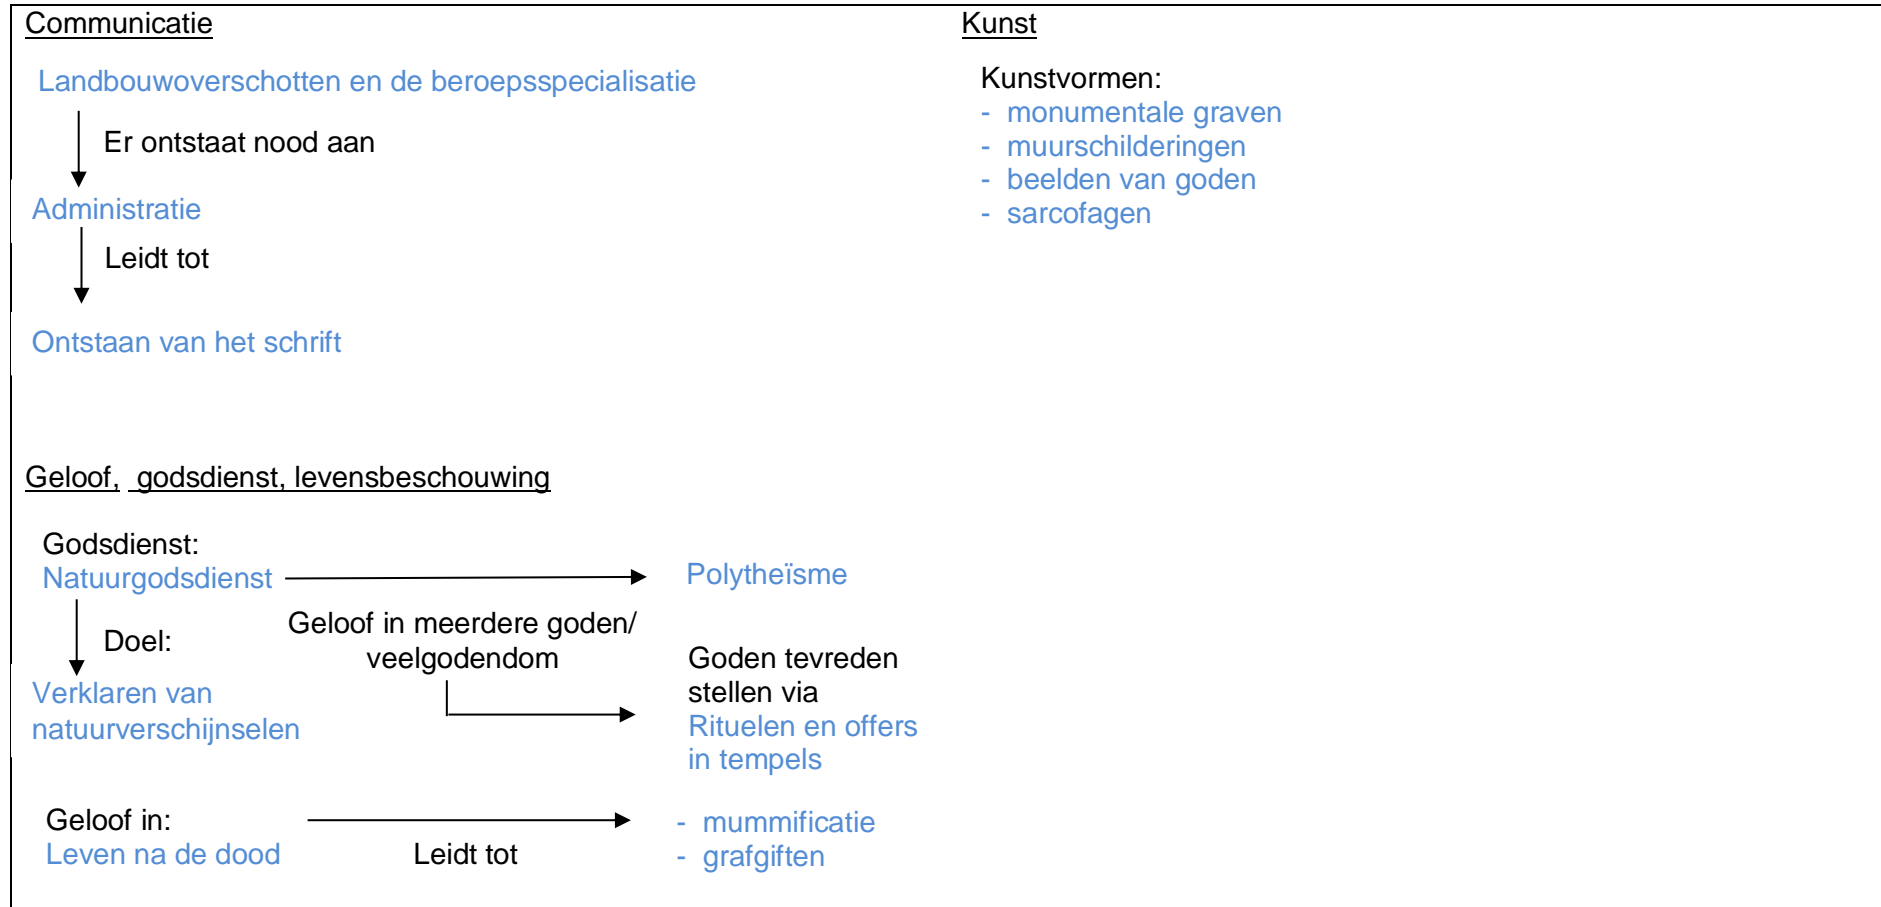 Communicatie
Landbouwoverschotten en de beroepsspecialisatie
Er ontstaat nood aan
Administratie
Leidt tot
Ontstaan van het schrift
Kunst
Kunstvormen:
- monumentale graven
- muurschilderingen
- beelden van goden
- sarcofagen
Geloof, godsdienst, levensbeschouwing
Godsdienst:
Natuurgodsdienst
Polytheïsme
Doel:
Geloof in meerdere goden/
veelgodendom
Verklaren van
natuurverschijnselen
Goden tevreden
stellen via
Rituelen en offers
in tempels
Geloof in:
Leven na de dood
Leidt tot
- mummificatie
- grafgiften